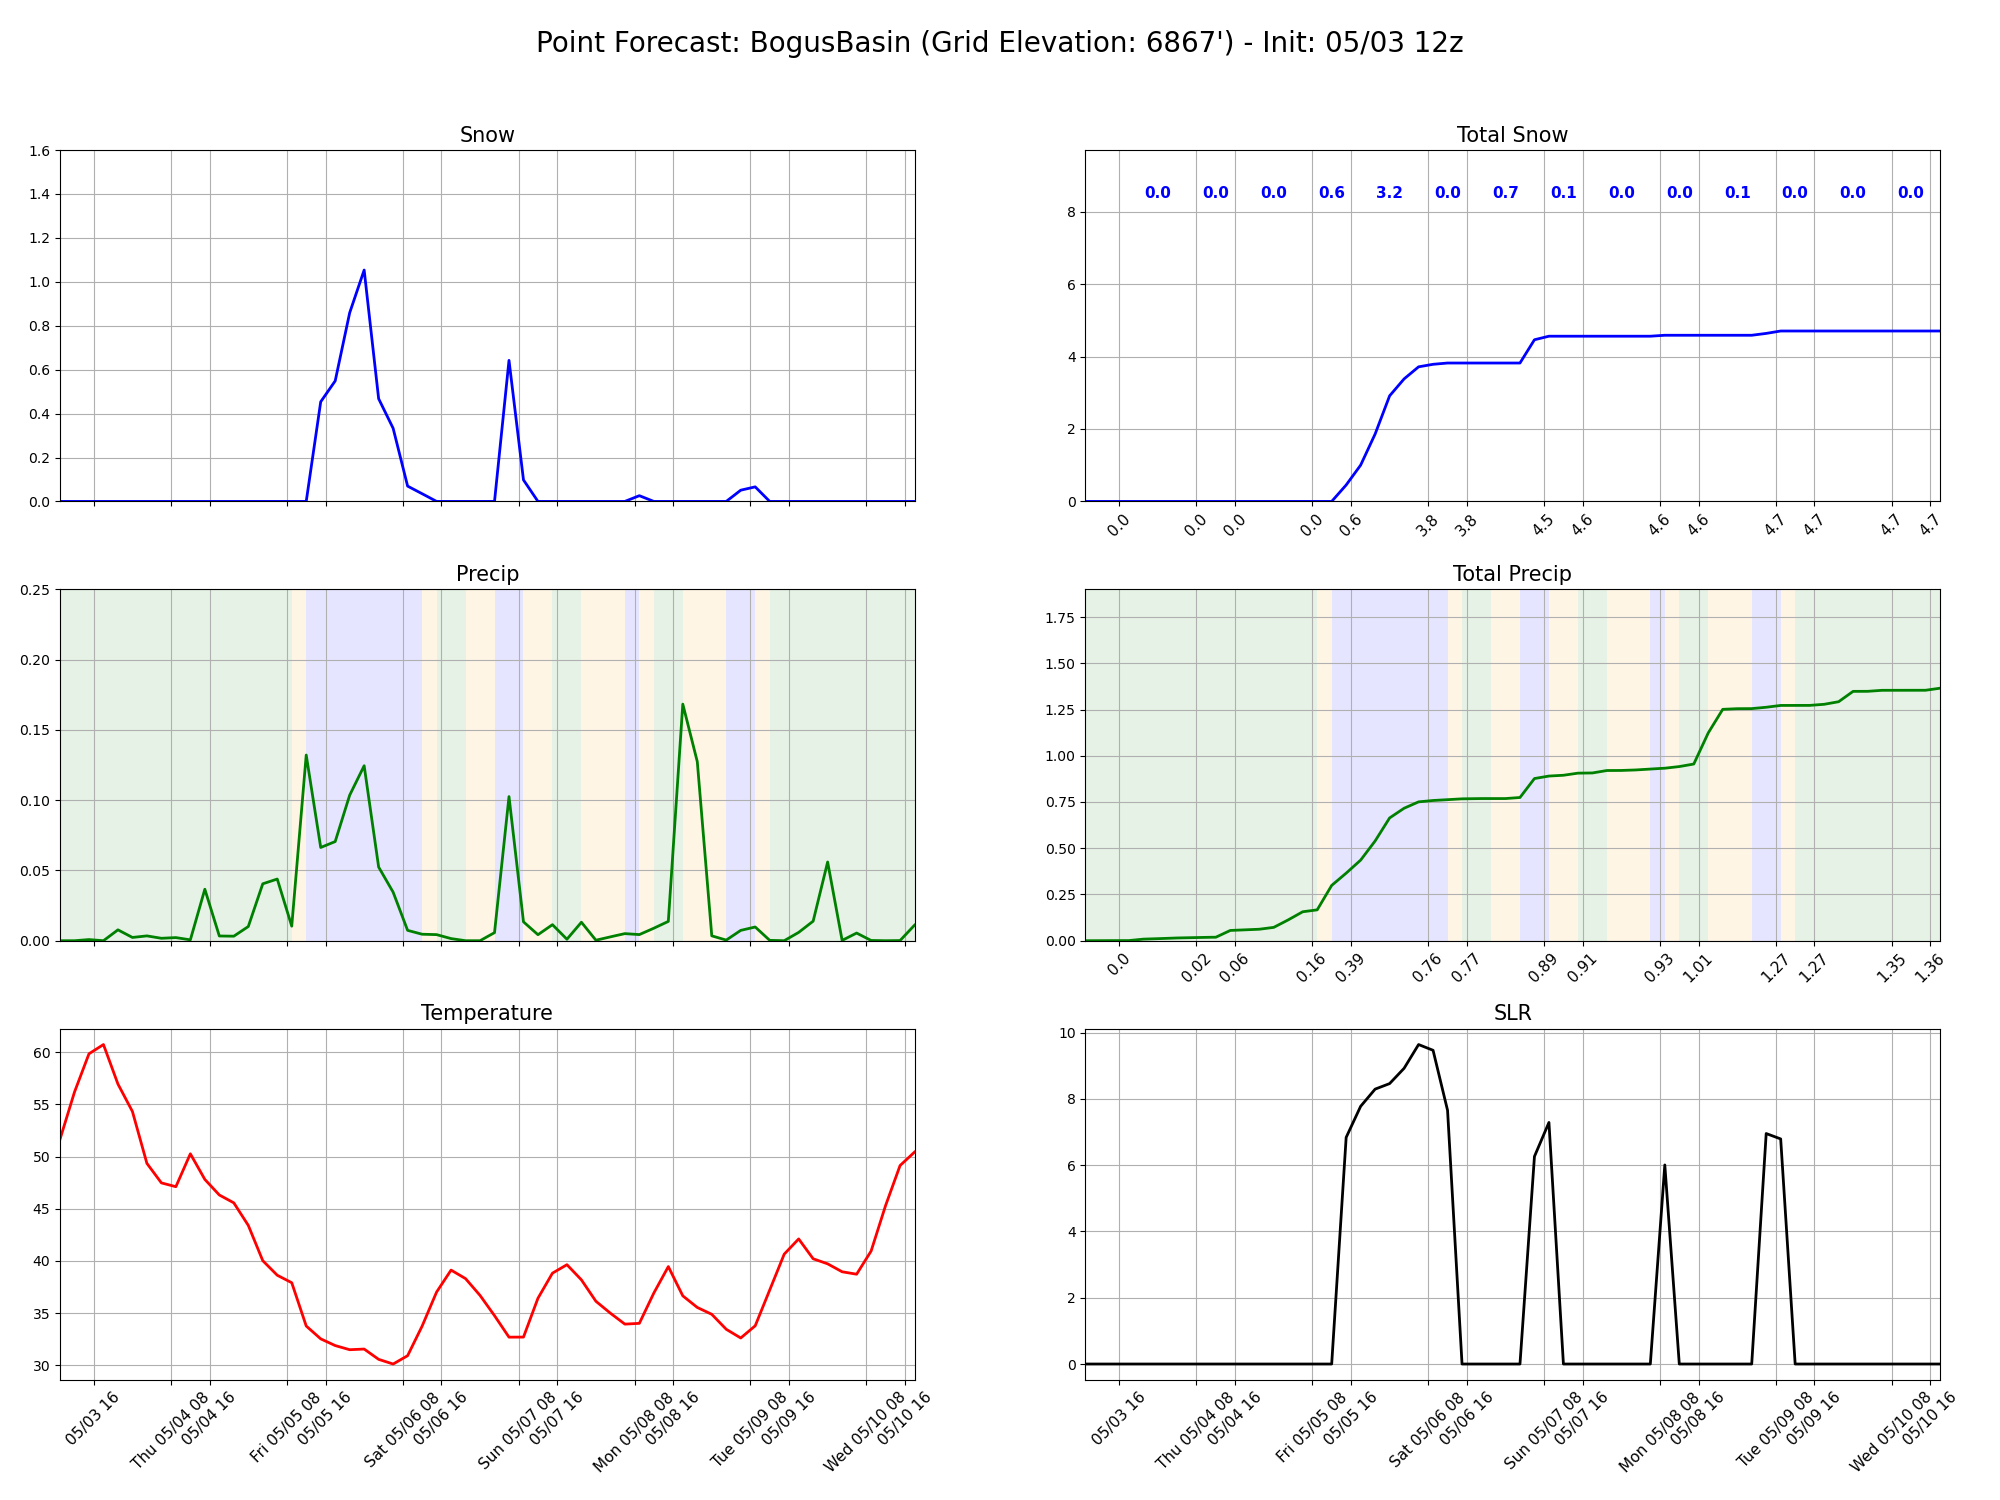 Point Forecast: BogusBasin (Grid Elevation: 6867') - Init: 05/03 12z
Snow
1.6
1.4
1.2
1.0
0.8
0.6
0.4
0.2
0.0
Total Snow
0.0 0.0 0.0 0.6 3.2 0.0 0.7 0.1 0.0 0.0 0.1 0.0 0.0 0.0
8
6
4
2
0
0.0 0.0 0.0 0.0 0.6 3.8 3.8 4.5 4.6 4.6 4.6 4.7 4.7 4.7 4.7
Precip
0.25
0.20
0.15
0.10
0.05
0.00
Total Precip
1.75
1.50
1.25
1.00
0.75
0.50
0.25
0.00
0.0 0.02 0.06 0.16 0.39 0.76 0.77 0.89 0.91 0.93 1.01 1.27 1.27 1.35 1.36
Temperature
60
55
50
45
40
35
30
05/03 16
Thu 05/04 08
05/04 16
Fri 05/05 08
05/05 16
Sat 05/06 08
05/06 16
Sun 05/07 08
05/07 16
Mon 05/08 08
05/08 16
Tue 05/09 08
05/09 16
Wed 05/10 08
05/10 16
SLR
10
8
6
4
2
0
05/03 16
Thu 05/04 08
05/04 16
Fri 05/05 08
05/05 16
Sat 05/06 08
05/06 16
Sun 05/07 08
05/07 16
Mon 05/08 08
05/08 16
Tue 05/09 08
05/09 16
Wed 05/10 08
05/10 16